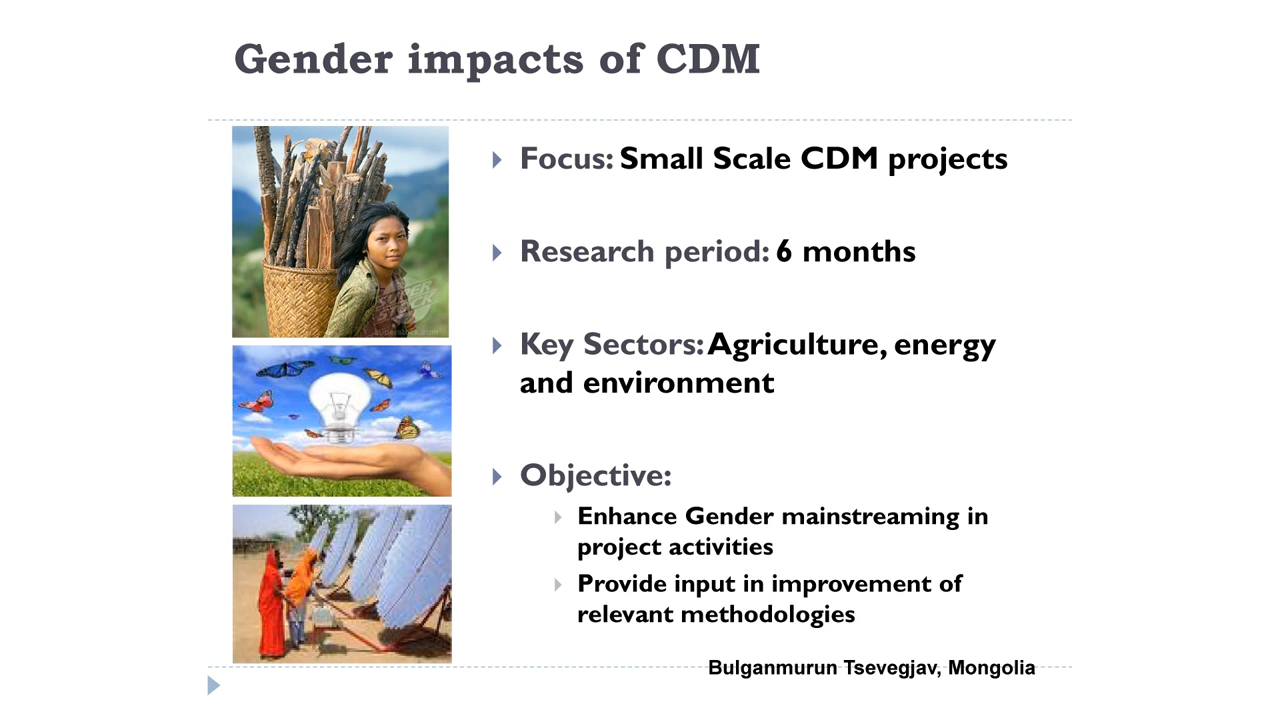 Gender impacts of CDM
Focus: Small Scale CDM projects
Research period: 6 months
Key Sectors: Agriculture, energy
and environment
Objective:
Enhance Gender mainstreaming in
project activities
Provide input in improvement of
relevant methodologies
Bulganmurun Tsevegjav, Mongolia